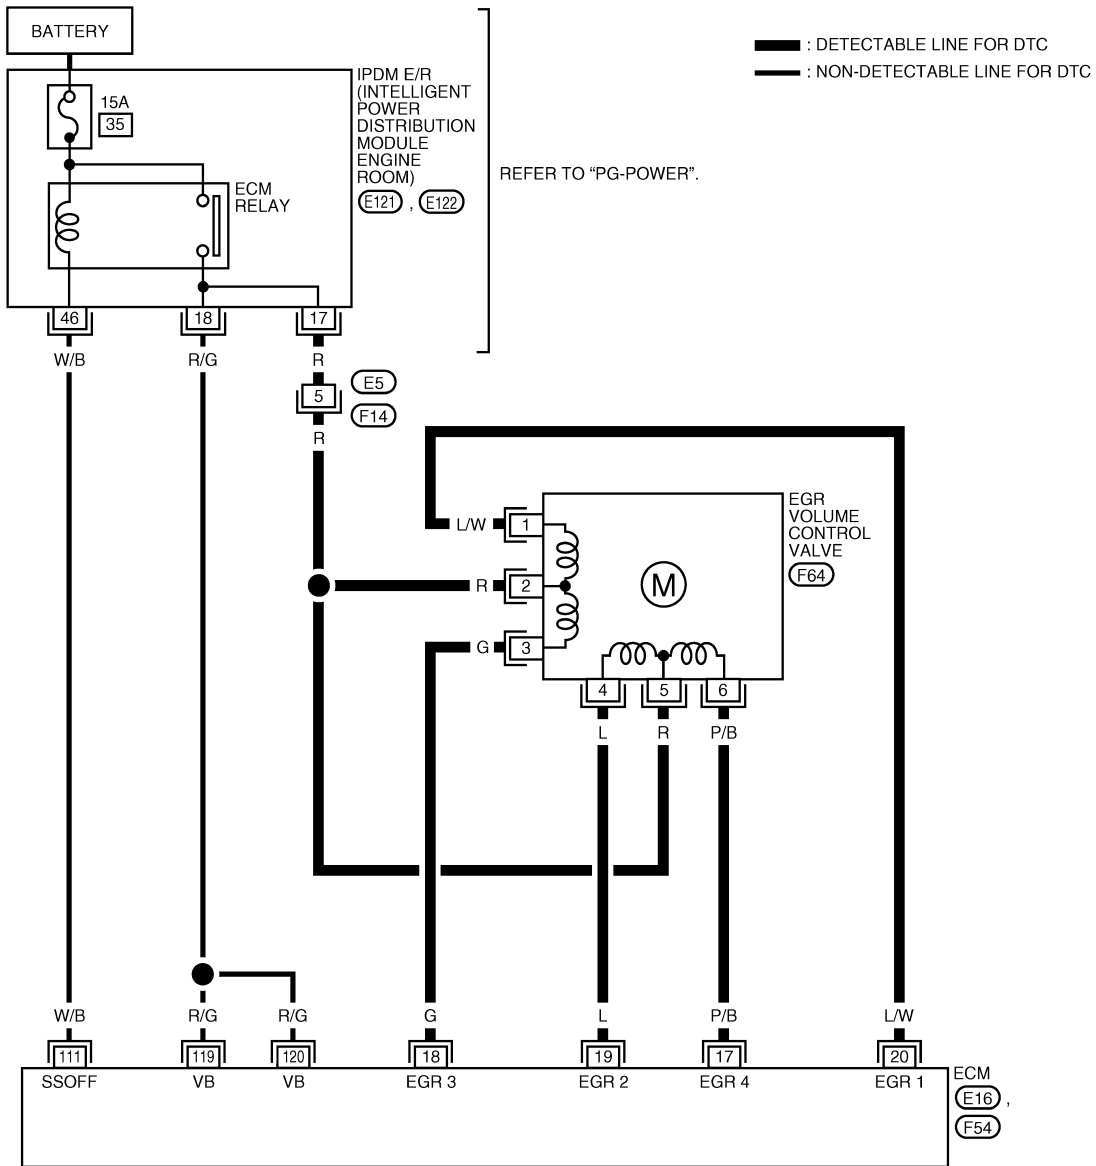 BATTERY
: DETECTABLE LINE FOR DTC
: NON-DETECTABLE LINE FOR DTC
15A
35
IPDM E/R
(INTELLIGENT
POWER
DISTRIBUTION
MODULE
ENGINE
ROOM)
E121 , E122
REFER TO “PG-POWER”.
ECM
RELAY
46 18 17
W/B R/G R
5
E5
F14
R
L/W 1
R 2
G 3
M
EGR
VOLUME
CONTROL
VALVE
F64
4 5 6
L R P/B
W/B R/G R/G G L P/B L/W
111 119 120 18 19 17 20
SSOFF VB VB EGR 3 EGR 2 EGR 4 EGR 1
ECM
E16 ,
F54